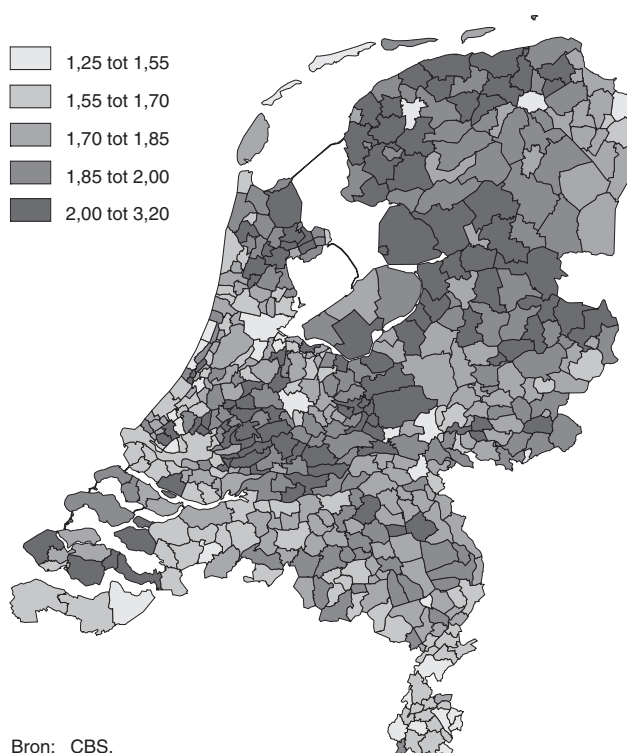 1,25 tot 1,55
1,55 tot 1,70
1,70 tot 1,85
1,85 tot 2,00
2,00 tot 3,20
Bron: CBS.